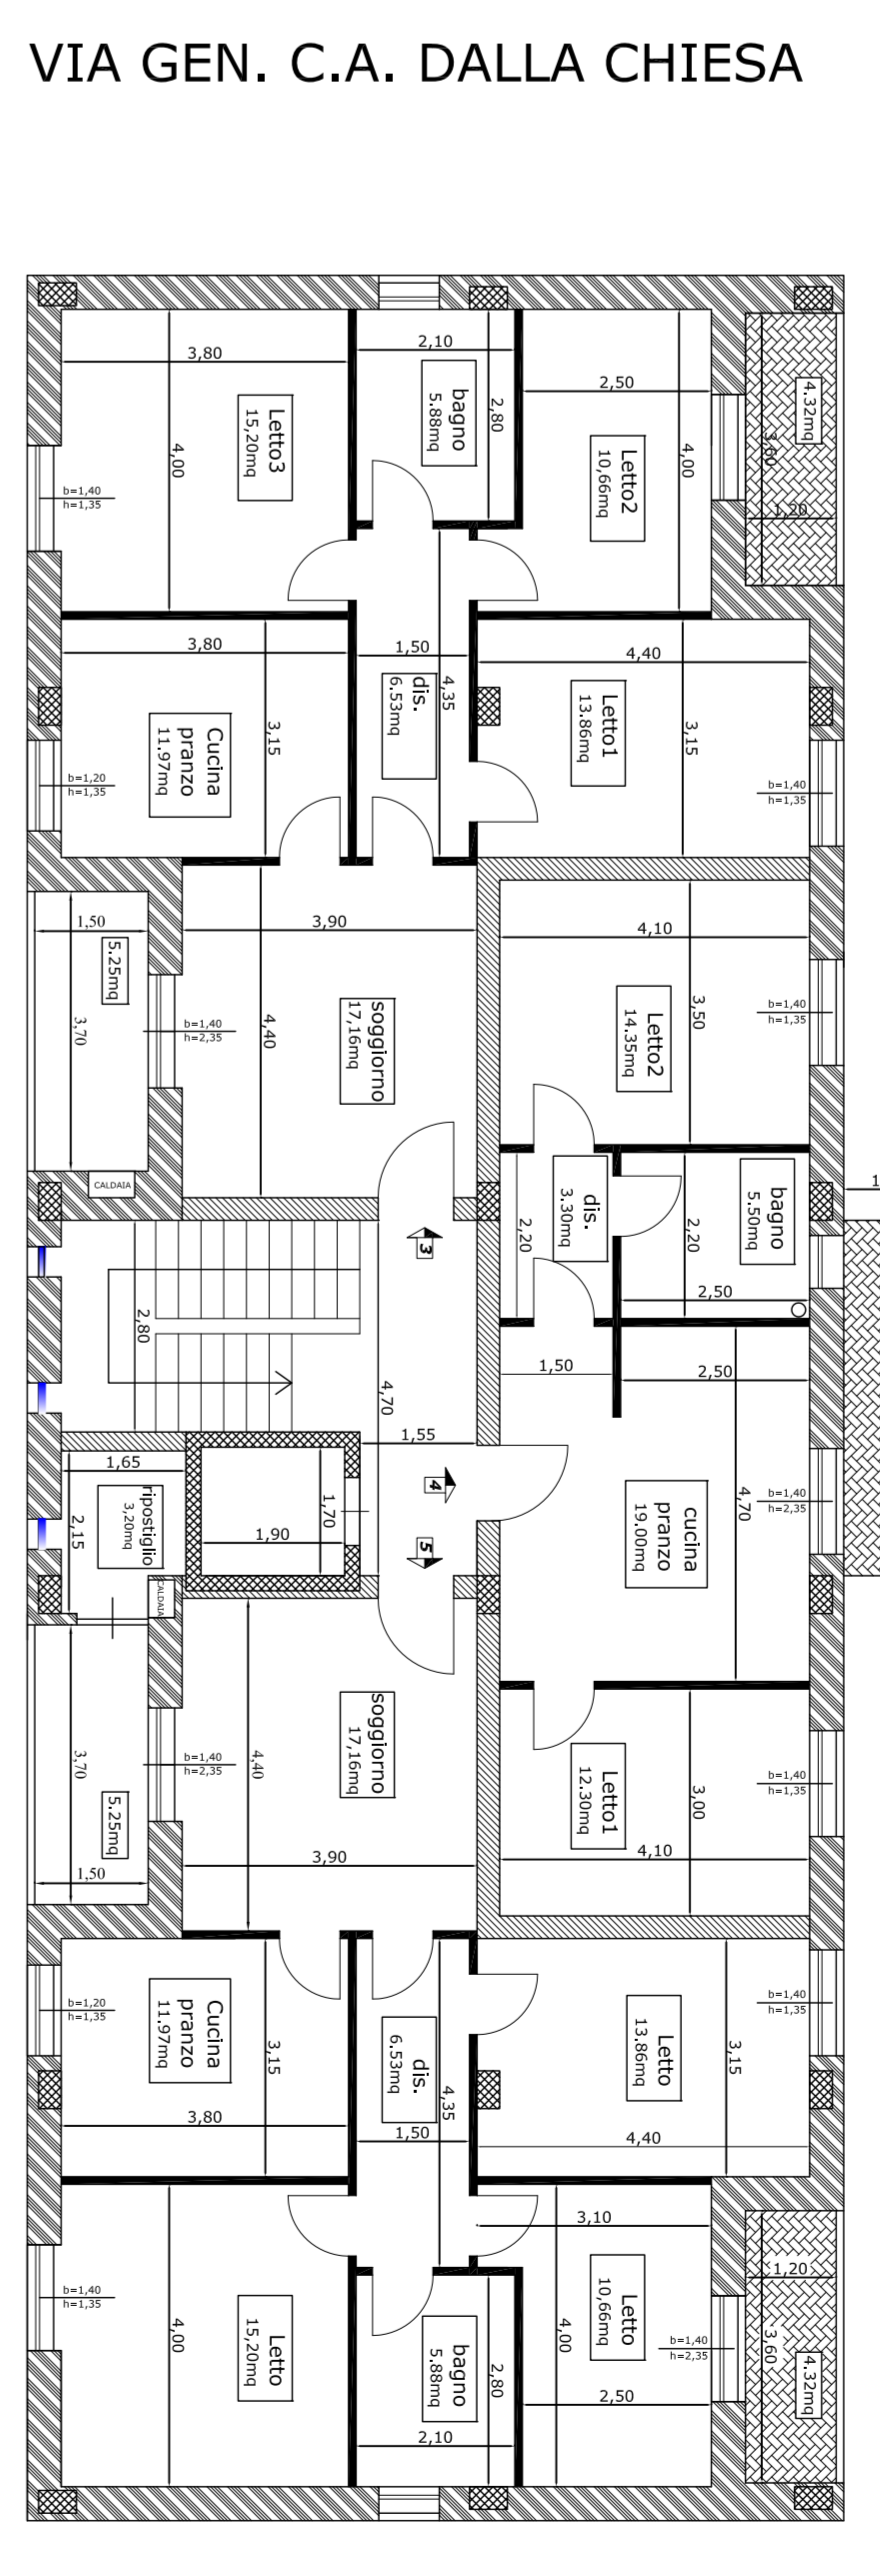 VIA GEN. C.A. DALLA CHIESA
3,80
4,00
Letto3
15,20mq
b=1,40
h=1,35
2,10
2,80
bagno
5.88mq
2,50
4,00
Letto2
10,66mq
4.32mq
3,60
1,20
3,80
3,15
Cucina
pranzo
11.97mq
b=1,20
h=1,35
1,50
4,35
dis.
6.53mq
4,40
3,15
Letto1
13.86mq
b=1,40
h=1,35
1,50
5.25mq
3,70
b=1,40
h=2,35
3,90
4,40
soggiorno
17,16mq
CALDAIA
4,10
3,50
Letto2
14.35mq
b=1,40
h=1,35
dis.
3.30mq
2,20
2,20
bagno
5.50mq
2,50
1
3
2,80
4,70
1,55
4
5
1,50
2,50
4,70
cucina
pranzo
19.00mq
b=1,40
h=2,35
1,65
2,15
ripostiglio
3,20mq
1,70
1,90
CALDAIA
3,70
5.25mq
1,50
b=1,40
h=2,35
4,40
soggiorno
17,16mq
3,90
Letto1
12.30mq
3,00
4,10
b=1,40
h=1,35
b=1,20
h=1,35
Cucina
pranzo
11.97mq
3,15
3,80
dis.
6.53mq
4,35
1,50
Letto
13.86mq
3,15
4,40
b=1,40
h=1,35
b=1,40
h=1,35
4,00
Letto
15,20mq
bagno
5.88mq
2,80
2,10
3,10
Letto
10,66mq
4,00
2,50
b=1,40
h=2,35
1,20
3,60
4.32mq